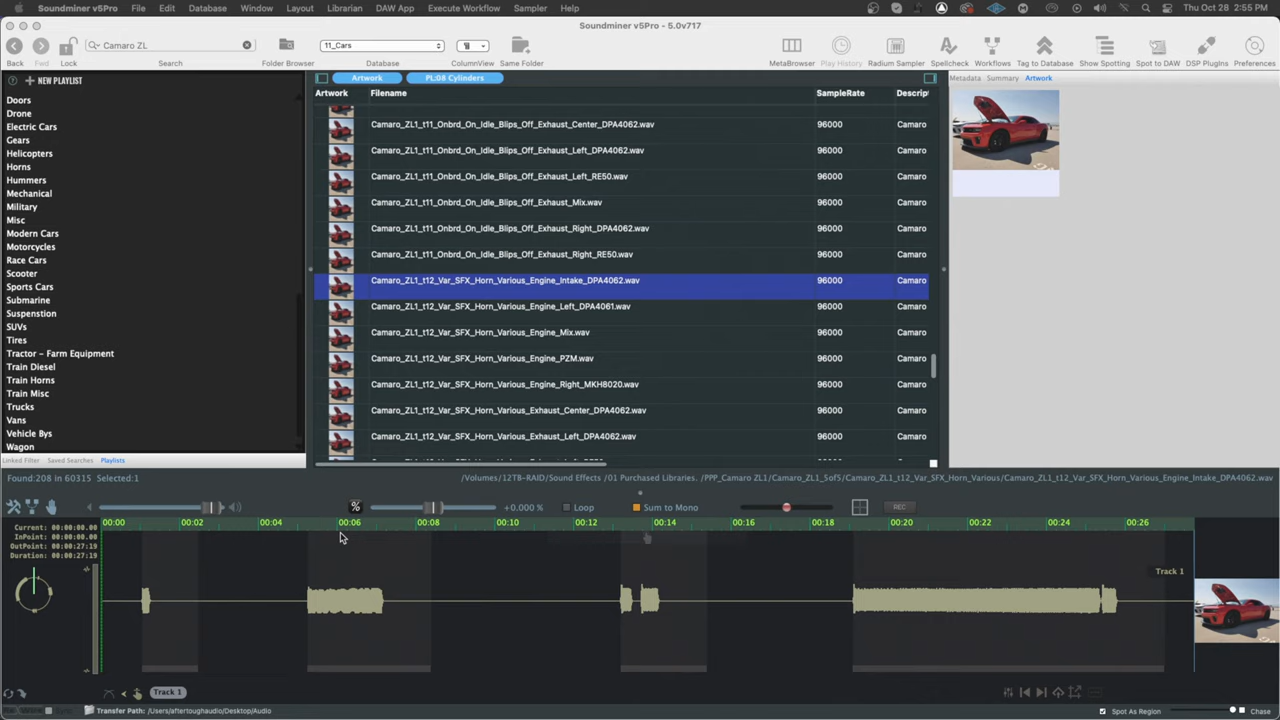 Soundminer v5Pro File Edit Database Window Layout Librarian DAW App Execute Workflow Sampler Help Thu Oct 28 2:55 PM
Soundminer v5Pro - 5.0v717
Camaro ZL 11_Cars
Back Fwd Lock Search Folder Browser Database ColumnView Same Folder MetaBrowser Play History Radium Sampler Spellcheck Workflows Tag to Database Show Spotting Spot to DAW DSP Plugins Preferences
NEW PLAYLIST
Doors
Drone
Electric Cars
Gears
Helicopters
Horns
Hummers
Mechanical
Military
Misc
Modern Cars
Motorcycles
Race Cars
Scooter
Sports Cars
Submarine
Suspenstion
SUVs
Tires
Tractor – Farm Equipment
Train Diesel
Train Horns
Train Misc
Trucks
Vans
Vehicle Bys
Wagon
Linked Filter Saved Searches Playlists
Artwork PL:08 Cylinders
Artwork Filename SampleRate Descript
Camaro_ZL1_t11_Onbrd_On_Idle_Blips_Off_Exhaust_Center_DPA4062.wav 96000 Camaro
Camaro_ZL1_t11_Onbrd_On_Idle_Blips_Off_Exhaust_Left_DPA4062.wav 96000 Camaro
Camaro_ZL1_t11_Onbrd_On_Idle_Blips_Off_Exhaust_Left_RE50.wav 96000 Camaro
Camaro_ZL1_t11_Onbrd_On_Idle_Blips_Off_Exhaust_Mix.wav 96000 Camaro
Camaro_ZL1_t11_Onbrd_On_Idle_Blips_Off_Exhaust_Right_DPA4062.wav 96000 Camaro
Camaro_ZL1_t11_Onbrd_On_Idle_Blips_Off_Exhaust_Right_RE50.wav 96000 Camaro
Camaro_ZL1_t12_Var_SFX_Horn_Various_Engine_Intake_DPA4062.wav 96000 Camaro
Camaro_ZL1_t12_Var_SFX_Horn_Various_Engine_Left_DPA4061.wav 96000 Camaro
Camaro_ZL1_t12_Var_SFX_Horn_Various_Engine_Mix.wav 96000 Camaro
Camaro_ZL1_t12_Var_SFX_Horn_Various_Engine_PZM.wav 96000 Camaro
Camaro_ZL1_t12_Var_SFX_Horn_Various_Engine_Right_MKH8020.wav 96000 Camaro
Camaro_ZL1_t12_Var_SFX_Horn_Various_Exhaust_Center_DPA4062.wav 96000 Camaro
Camaro_ZL1_t12_Var_SFX_Horn_Various_Exhaust_Left_DPA4062.wav 96000 Camaro
Metadata Summary Artwork
Found:208 in 60315 Selected:1 /Volumes/12TB-RAID/Sound Effects /01 Purchased Libraries. /PPP_Camaro ZL1/Camaro_ZL1_5of5/Camaro_ZL1_t12_Var_SFX_Horn_Various/Camaro_ZL1_t12_Var_SFX_Horn_Various_Engine_Intake_DPA4062.wav
% +0.000 % Loop Sum to Mono REC
Current: 00:00:00.00
InPoint: 00:00:00.00
OutPoint: 00:00:27:19
Duration: 00:00:27:19
00:00 00:02 00:04 00:06 00:08 00:10 00:12 00:14 00:16 00:18 00:20 00:22 00:24 00:26
Track 1
Track 1
Transfer Path: /Users/aftertoughaudio/Desktop/Audio Spot As Region Chase